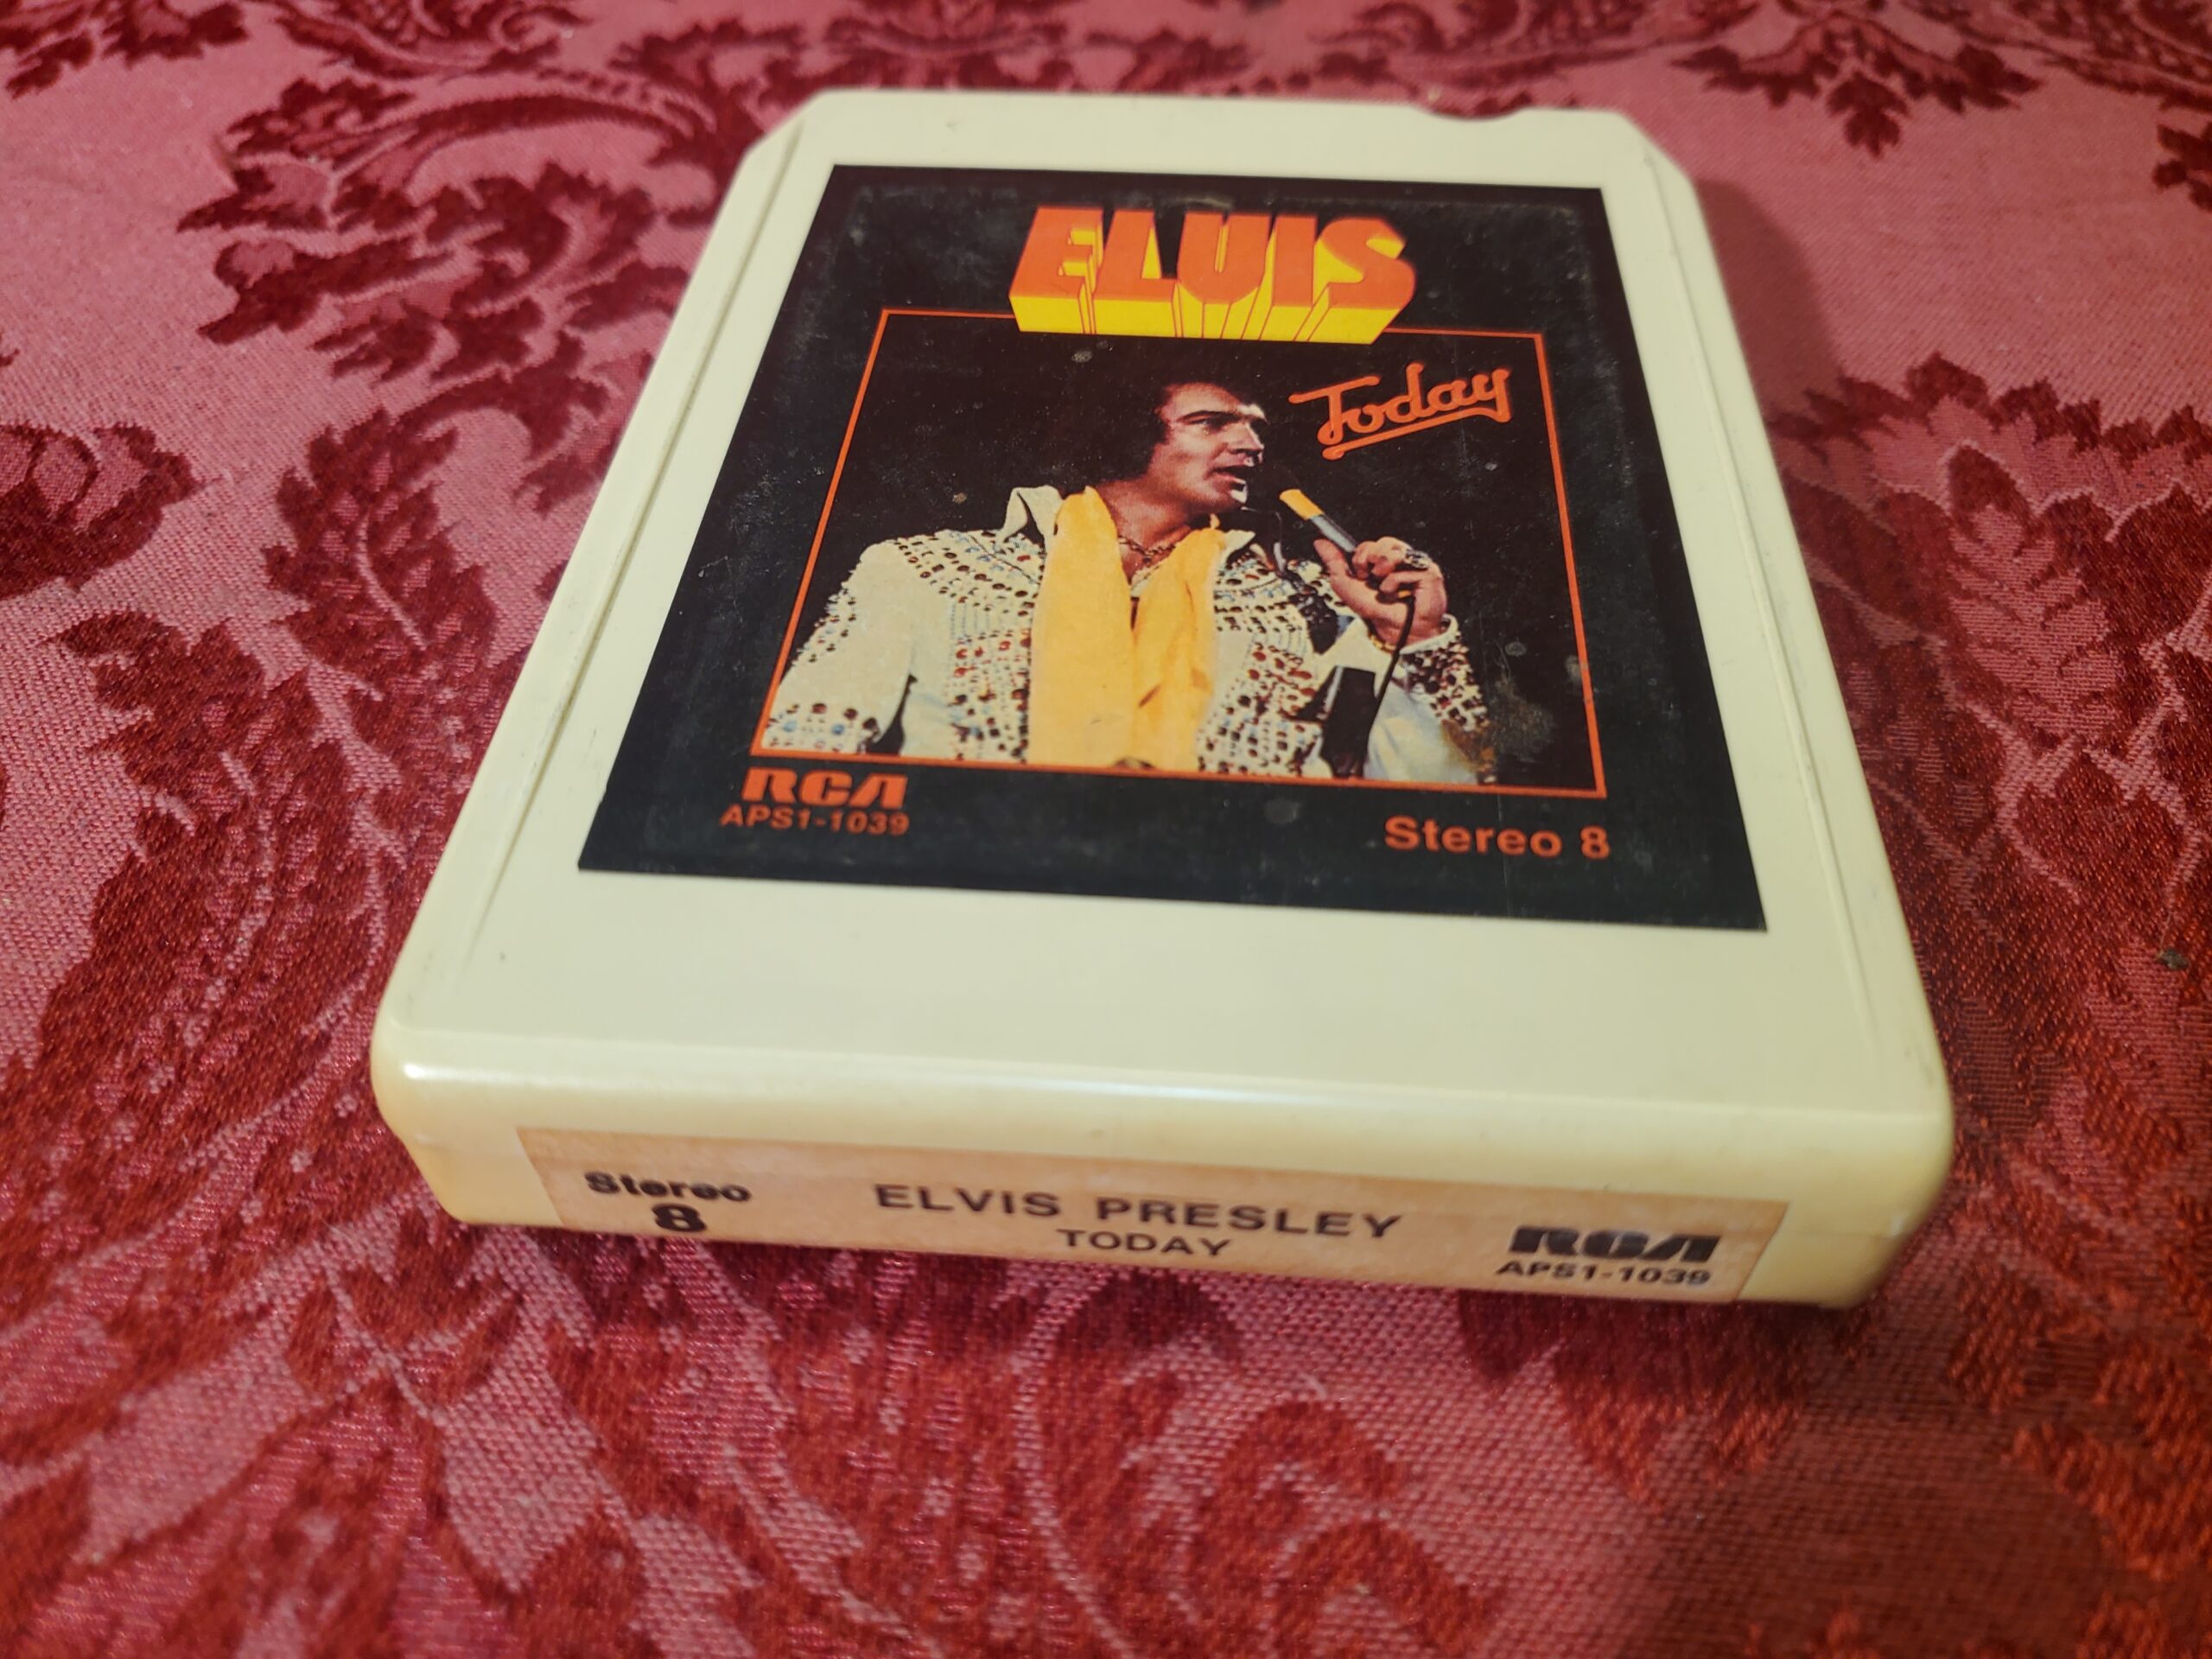 ELVIS
Today
RCA
APS1-1039
Stereo 8
Stereo
8
ELVIS PRESLEY
TODAY
RCA
APS1-1039